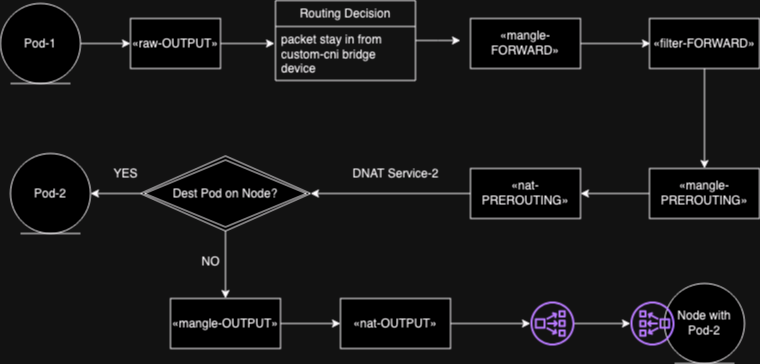 Pod-1
«raw-OUTPUT»
Routing Decision
packet stay in from
custom-cni bridge
device
«mangle-
FORWARD»
«filter-FORWARD»
Pod-2
YES
Dest Pod on Node?
DNAT Service-2
«nat-
PREROUTING»
«mangle-
PREROUTING»
NO
«mangle-OUTPUT»
«nat-OUTPUT»
Node with
Pod-2